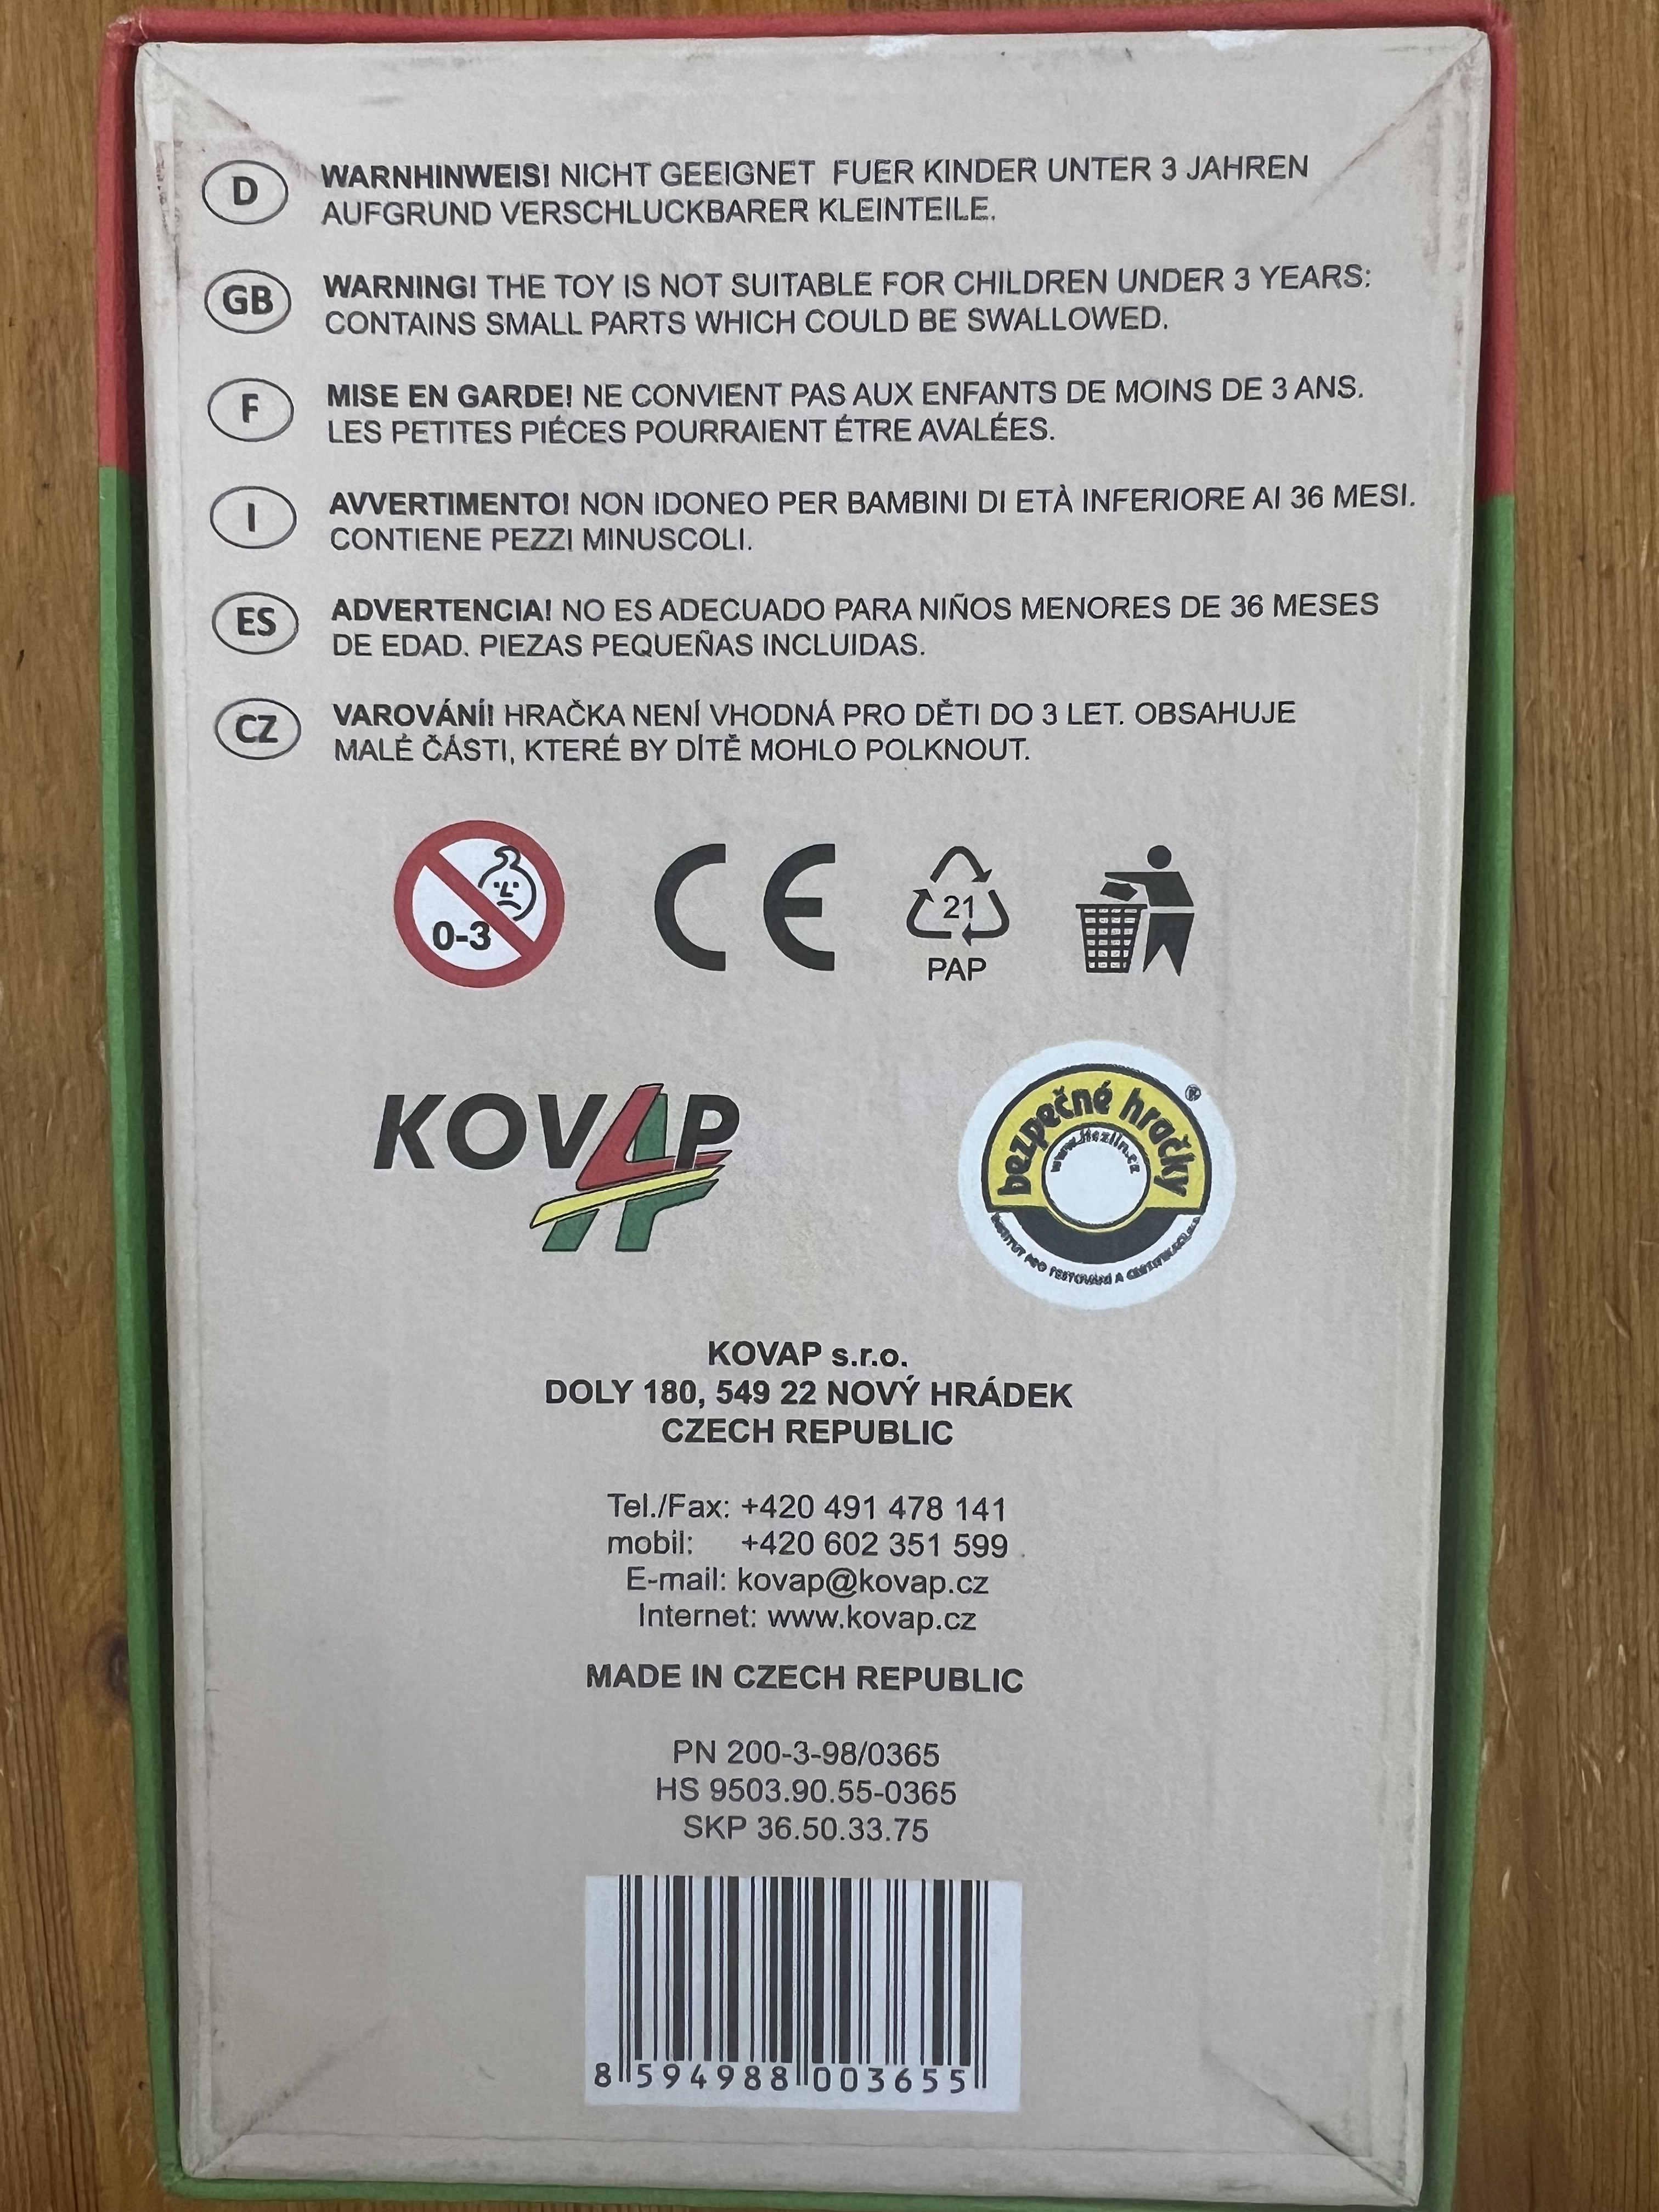 D
WARNHINWEIS! NICHT GEEIGNET FUER KINDER UNTER 3 JAHREN
AUFGRUND VERSCHLUCKBARER KLEINTEILE.
GB
WARNING! THE TOY IS NOT SUITABLE FOR CHILDREN UNDER 3 YEARS:
CONTAINS SMALL PARTS WHICH COULD BE SWALLOWED.
F
MISE EN GARDE! NE CONVIENT PAS AUX ENFANTS DE MOINS DE 3 ANS.
LES PETITES PIÉCES POURRAIENT ÉTRE AVALÉES.
I
AVVERTIMENTO! NON IDONEO PER BAMBINI DI ETÀ INFERIORE AI 36 MESI.
CONTIENE PEZZI MINUSCOLI.
ES
ADVERTENCIA! NO ES ADECUADO PARA NIÑOS MENORES DE 36 MESES
DE EDAD. PIEZAS PEQUEÑAS INCLUIDAS.
CZ
VAROVÁNÍ! HRAČKA NENÍ VHODNÁ PRO DĚTI DO 3 LET. OBSAHUJE
MALÉ ČÁSTI, KTERÉ BY DÍTĚ MOHLO POLKNOUT.
0-3
CE
21
PAP
KOVAP
bezpečné hračky ®
www.itczlin.cz
INSTITUT PRO TESTOVÁNÍ A CERTIFIKACI
KOVAP s.r.o.
DOLY 180, 549 22 NOVÝ HRÁDEK
CZECH REPUBLIC
Tel./Fax: +420 491 478 141
mobil: +420 602 351 599
E-mail: kovap@kovap.cz
Internet: www.kovap.cz
MADE IN CZECH REPUBLIC
PN 200-3-98/0365
HS 9503.90.55-0365
SKP 36.50.33.75
8 594988 003655